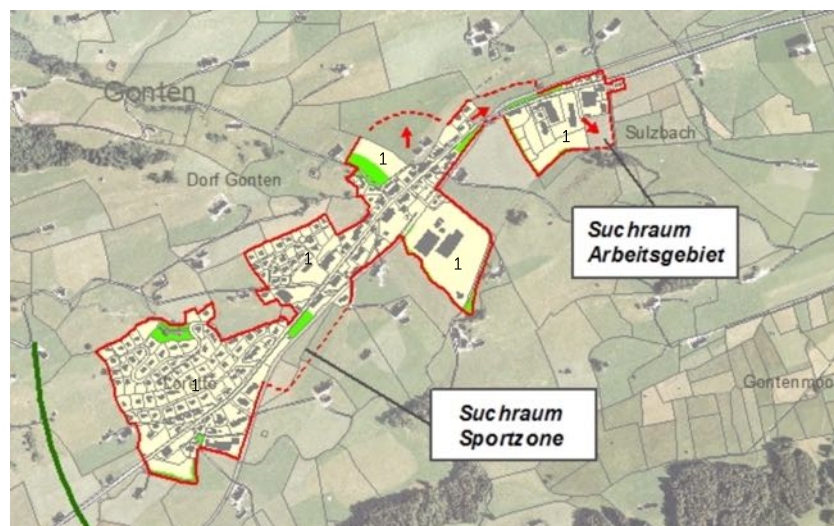 Gonten
1
1
Sulzbach
Dorf Gonten
Suchraum
Arbeitsgebiet
1
1
Gontenmoo
1
Suchraum
Sportzone